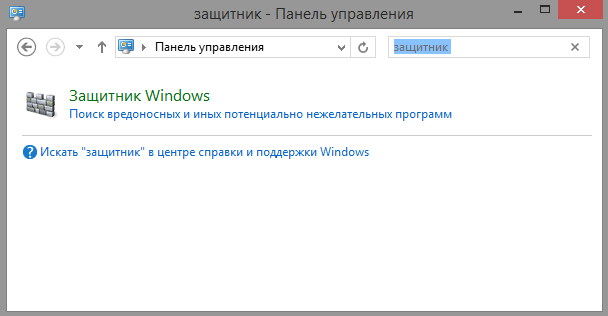 защитник - Панель управления
Панель управления
защитник
Защитник Windows
Поиск вредоносных и иных потенциально нежелательных программ
Искать "защитник" в центре справки и поддержки Windows